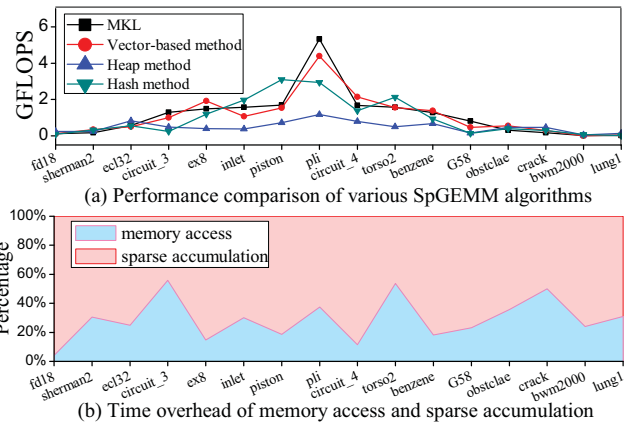 GFLOPS
6
4
2
0
MKL
Vector-based method
Heap method
Hash method
fd18 sherman2 ecl32 circuit_3 ex8 inlet piston pli circuit_4 torso2 benzene G58 obstclae crack bwm2000 lung1
(a) Performance comparison of various SpGEMM algorithms
Percentage
100%
80%
60%
40%
20%
0%
memory access
sparse accumulation
fd18 sherman2 ecl32 circuit_3 ex8 inlet piston pli circuit_4 torso2 benzene G58 obstclae crack bwm2000 lung1
(b) Time overhead of memory access and sparse accumulation